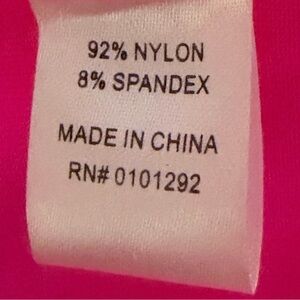 92% NYLON
8% SPANDEX
MADE IN CHINA
RN# 0101292